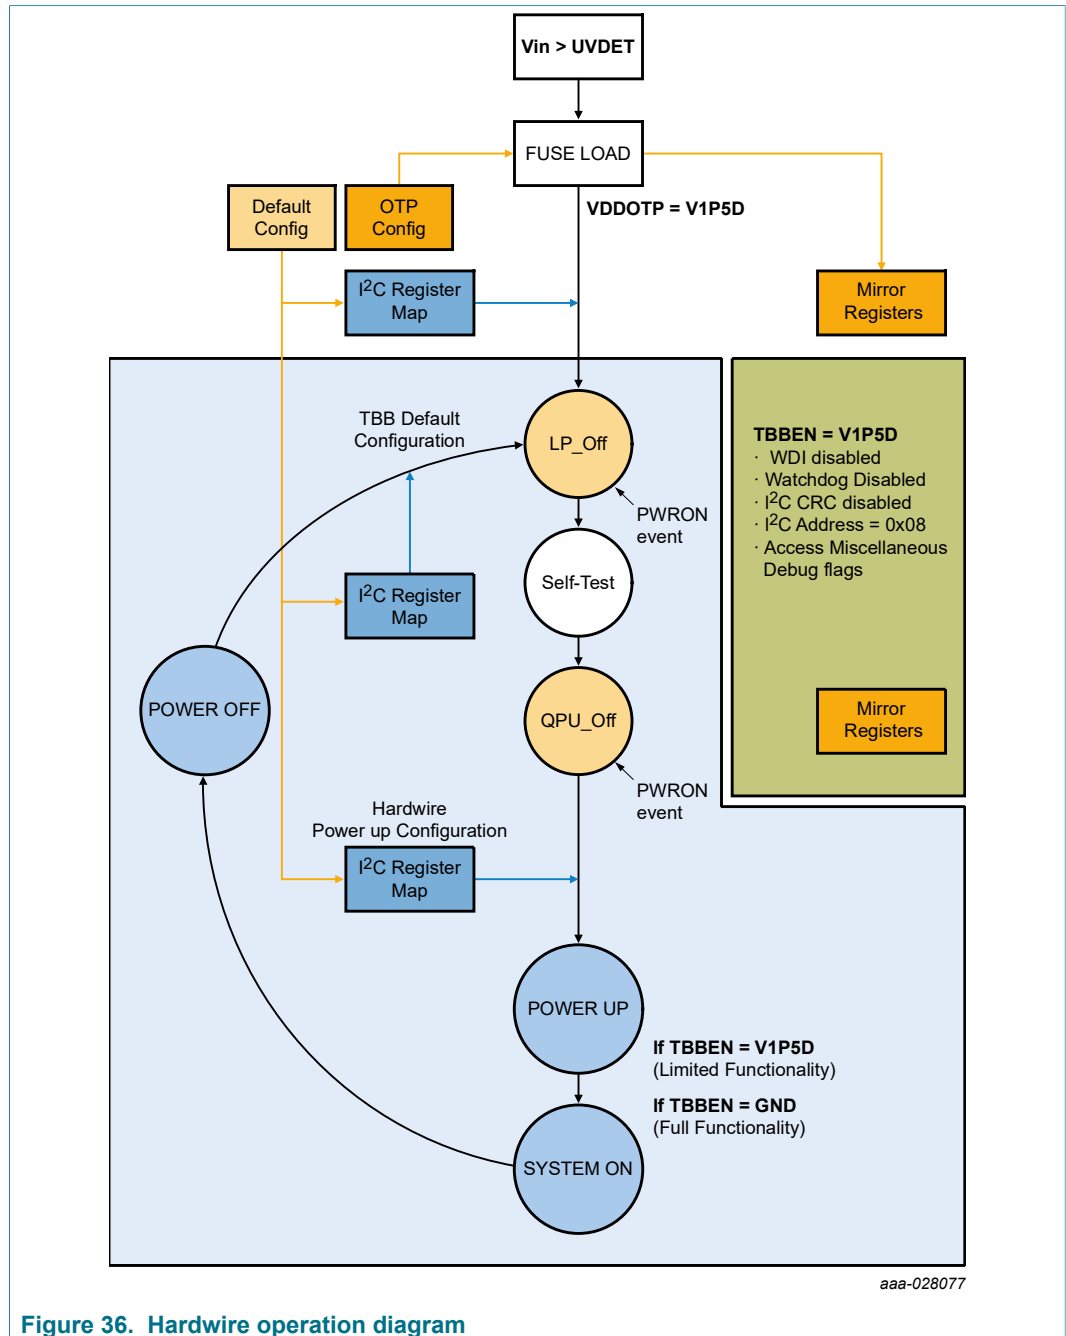 Vin > UVDET
FUSE LOAD
VDDOTP = V1P5D
Default
Config
OTP
Config
I2C Register
Map
Mirror
Registers
TBB Default
Configuration
LP_Off
PWRON
event
TBBEN = V1P5D
· WDI disabled
· Watchdog Disabled
· I2C CRC disabled
· I2C Address = 0x08
· Access Miscellaneous
Debug flags
Self-Test
I2C Register
Map
POWER OFF
QPU_Off
Mirror
Registers
PWRON
event
Hardwire
Power up Configuration
I2C Register
Map
POWER UP
If TBBEN = V1P5D
(Limited Functionality)
If TBBEN = GND
(Full Functionality)
SYSTEM ON
aaa-028077
Figure 36. Hardwire operation diagram